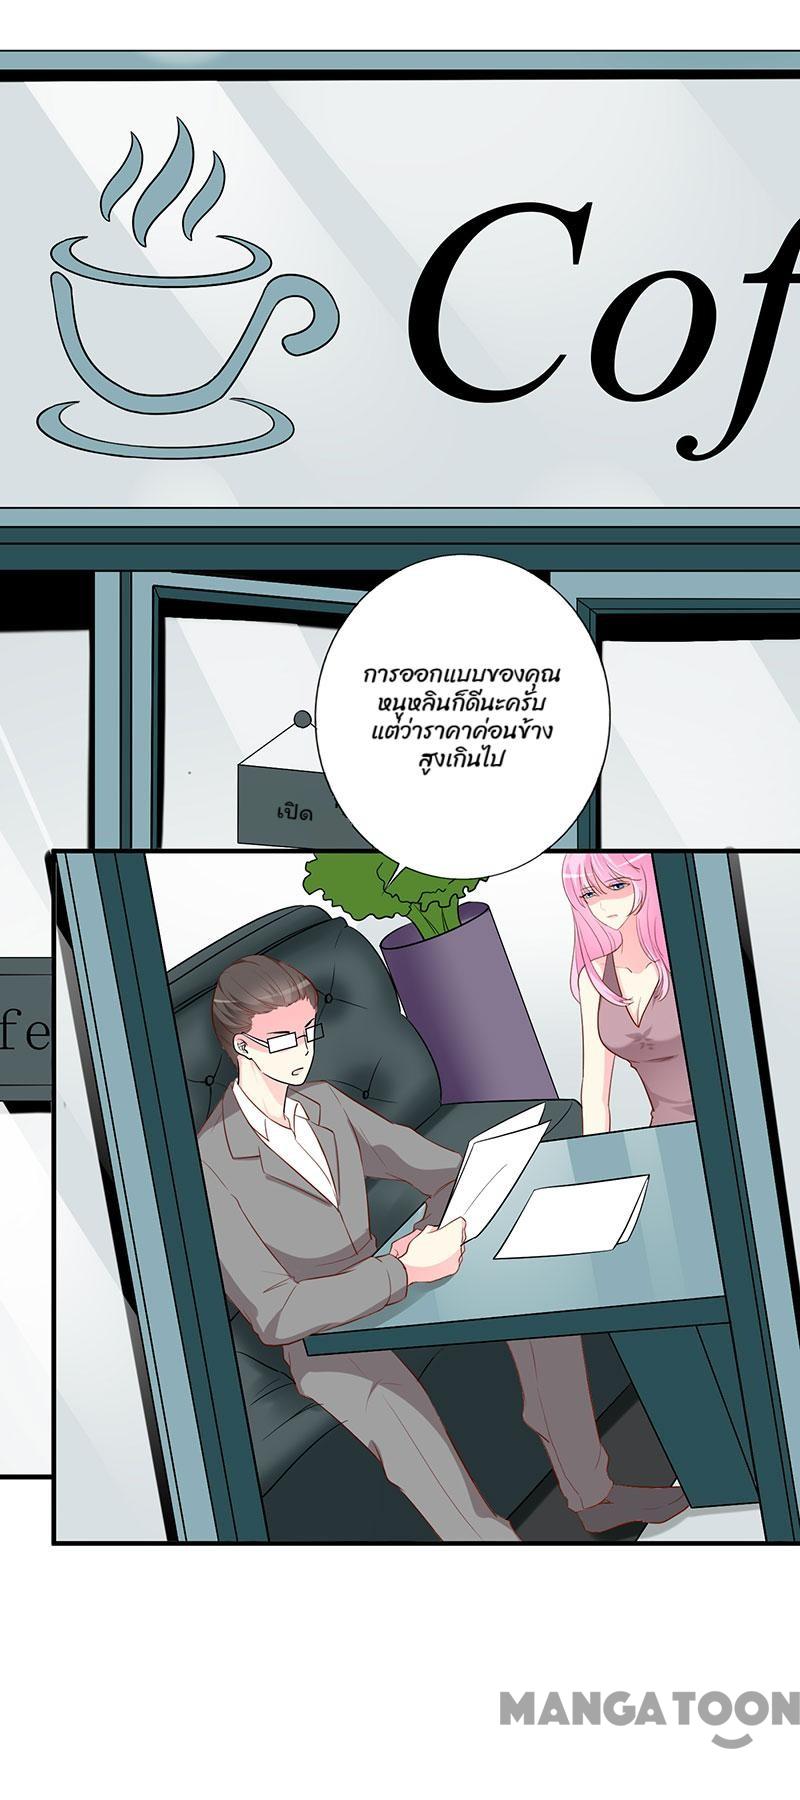 Cof
การออกแบบของคุณ
หนูหลินก็ดีนะครับ
แต่ว่าราคาค่อนข้าง
สูงเกินไป
เปิด
fe
MANGATOON